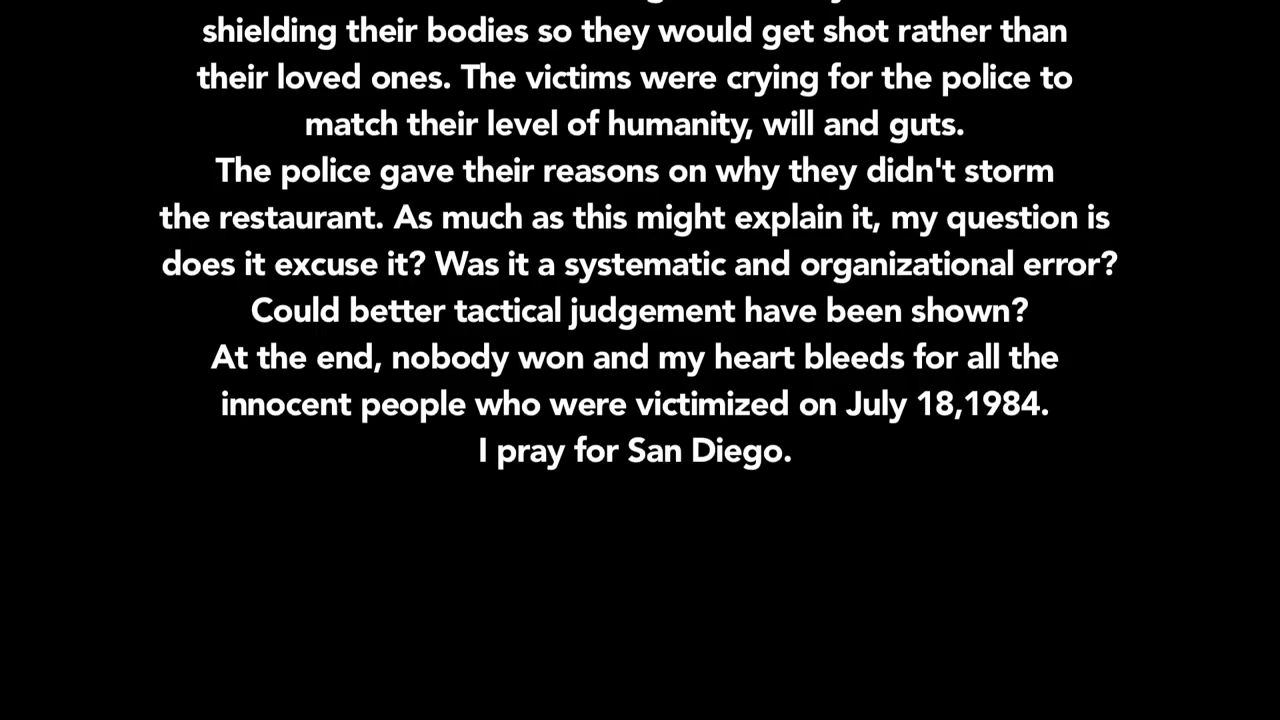 shielding their bodies so they would get shot rather than
their loved ones. The victims were crying for the police to
match their level of humanity, will and guts.
The police gave their reasons on why they didn't storm
the restaurant. As much as this might explain it, my question is
does it excuse it? Was it a systematic and organizational error?
Could better tactical judgement have been shown?
At the end, nobody won and my heart bleeds for all the
innocent people who were victimized on July 18,1984.
I pray for San Diego.